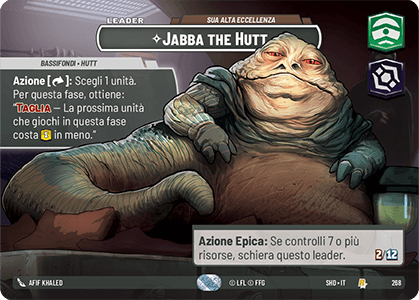 LEADER
SUA ALTA ECCELLENZA
JABBA THE HUTT
BASSIFONDI • HUTT
Azione [ ]: Scegli 1 unità.
Per questa fase, ottiene:
"TAGLIA — La prossima unità
che giochi in questa fase
costa 1 in meno."
Azione Epica: Se controlli 7 o più
risorse, schiera questo leader.
2 12
AFIF KHALED
© LFL © FFG
SHD • IT
268